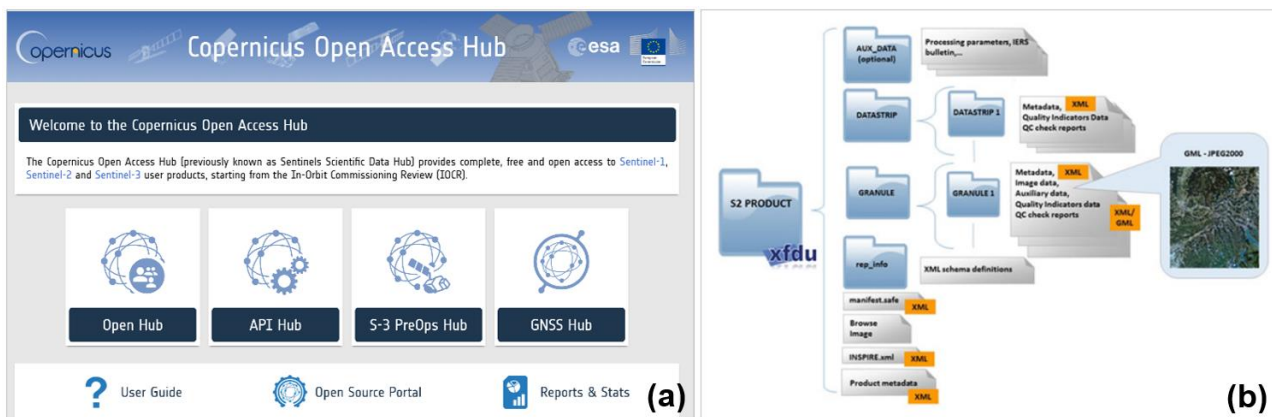 opernicus
Copernicus Open Access Hub
esa
European
Commission
Welcome to the Copernicus Open Access Hub
The Copernicus Open Access Hub (previously known as Sentinels Scientific Data Hub) provides complete, free and open access to Sentinel-1,
Sentinel-2 and Sentinel-3 user products, starting from the In-Orbit Commissioning Review (IOCR).
Open Hub
API Hub
S-3 PreOps Hub
GNSS Hub
? User Guide
Open Source Portal
Reports & Stats
(a)
S2 PRODUCT
xfdu
AUX_DATA
(optional)
Processing parameters, IERS
bulletin,...
DATASTRIP
DATASTRIP 1
Metadata, XML
Quality Indicators Data
QC check reports
GRANULE
GRANULE 1
Metadata, XML
Image data,
Auxiliary data,
Quality Indicators data
QC check reports
XML/
GML
GML - JPEG2000
rep_info
XML schema definitions
manifest.safe
XML
Browse
Image
INSPIRE.xml
XML
Product metadata
XML
(b)